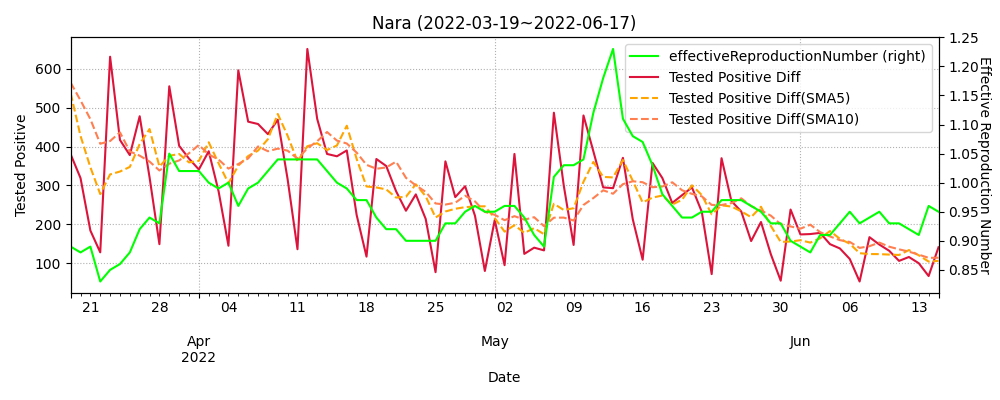 Nara (2022-03-19~2022-06-17)
effectiveReproductionNumber (right)
Tested Positive Diff
Tested Positive Diff(SMA5)
Tested Positive Diff(SMA10)
Tested Positive
600
500
400
300
200
100
1.25
1.20
1.15
1.10
1.05
1.00
0.95
0.90
0.85
Effective Reproduction Number
21 28 04 11 18 25 02 09 16 23 30 06 13
Apr May Jun
2022
Date